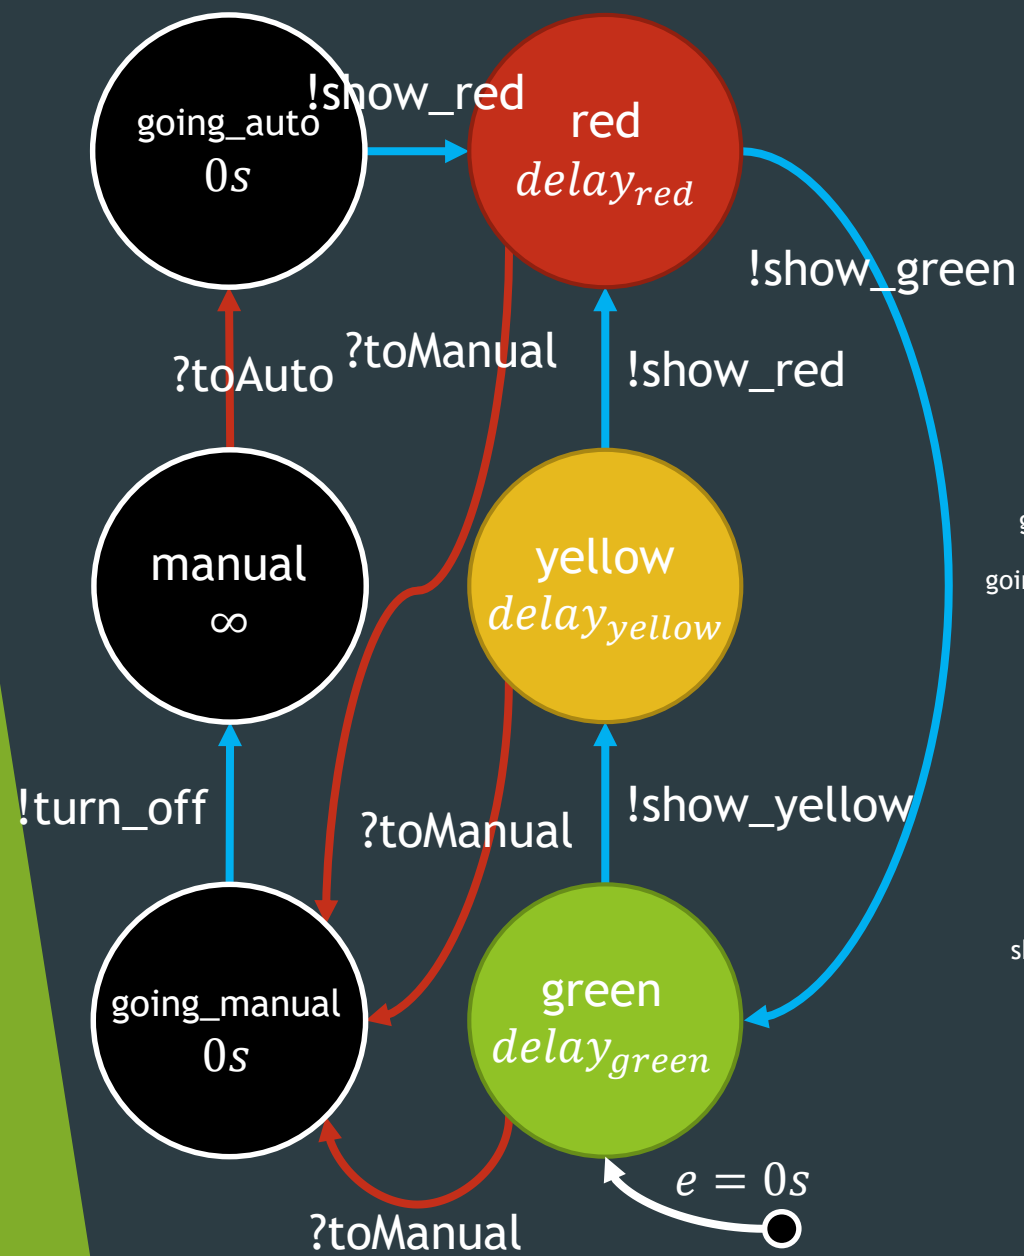 !show_red
going_auto
0s
red
delay_red
!show_green
?toManual
!show_red
?toAuto
manual
∞
yellow
delay_yellow
!turn_off
?toManual
!show_yellow
going_manual
0s
green
delay_green
e = 0s
?toManual